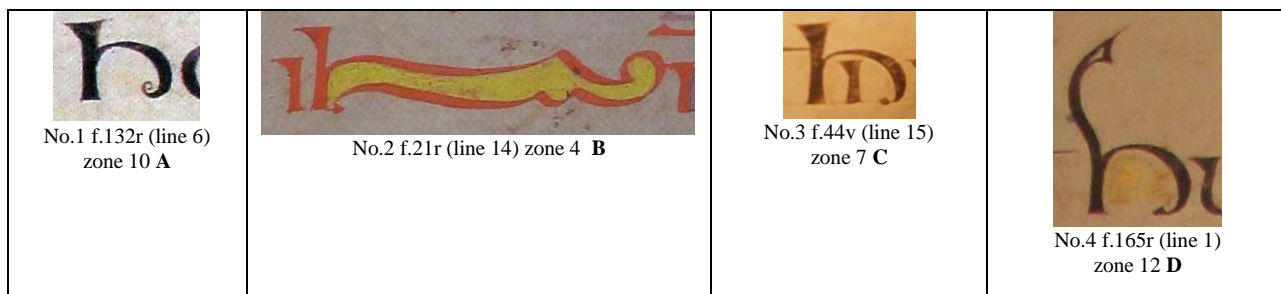 h
ih
h
h
No.1 f.132r (line 6)
zone 10 A
No.2 f.21r (line 14) zone 4 B
No.3 f.44v (line 15)
zone 7 C
No.4 f.165r (line 1)
zone 12 D